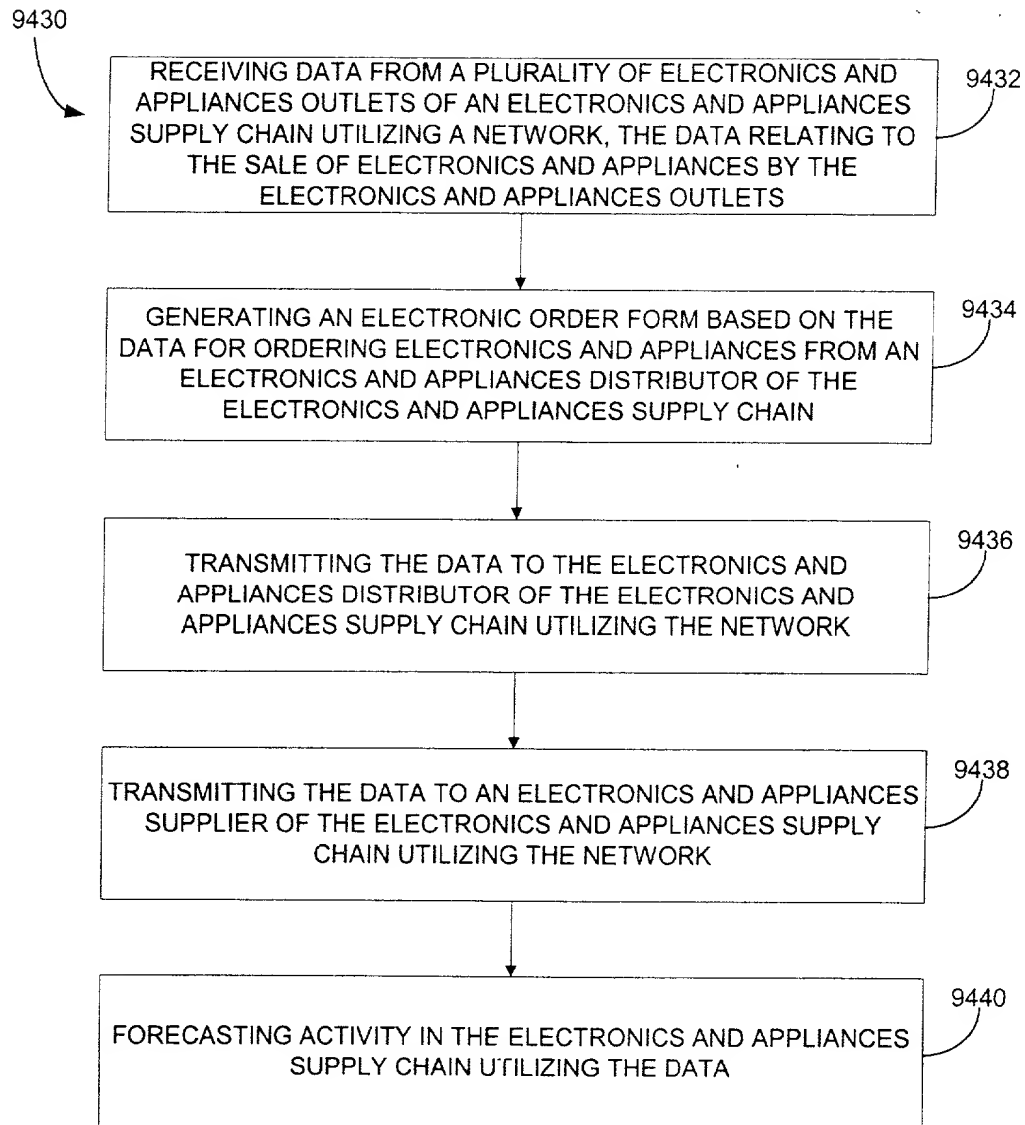 9430
RECEIVING DATA FROM A PLURALITY OF ELECTRONICS AND
APPLIANCES OUTLETS OF AN ELECTRONICS AND APPLIANCES
SUPPLY CHAIN UTILIZING A NETWORK, THE DATA RELATING TO
THE SALE OF ELECTRONICS AND APPLIANCES BY THE
ELECTRONICS AND APPLIANCES OUTLETS
9432
GENERATING AN ELECTRONIC ORDER FORM BASED ON THE
DATA FOR ORDERING ELECTRONICS AND APPLIANCES FROM AN
ELECTRONICS AND APPLIANCES DISTRIBUTOR OF THE
ELECTRONICS AND APPLIANCES SUPPLY CHAIN
9434
TRANSMITTING THE DATA TO THE ELECTRONICS AND
APPLIANCES DISTRIBUTOR OF THE ELECTRONICS AND
APPLIANCES SUPPLY CHAIN UTILIZING THE NETWORK
9436
TRANSMITTING THE DATA TO AN ELECTRONICS AND APPLIANCES
SUPPLIER OF THE ELECTRONICS AND APPLIANCES SUPPLY
CHAIN UTILIZING THE NETWORK
9438
FORECASTING ACTIVITY IN THE ELECTRONICS AND APPLIANCES
SUPPLY CHAIN UTILIZING THE DATA
9440